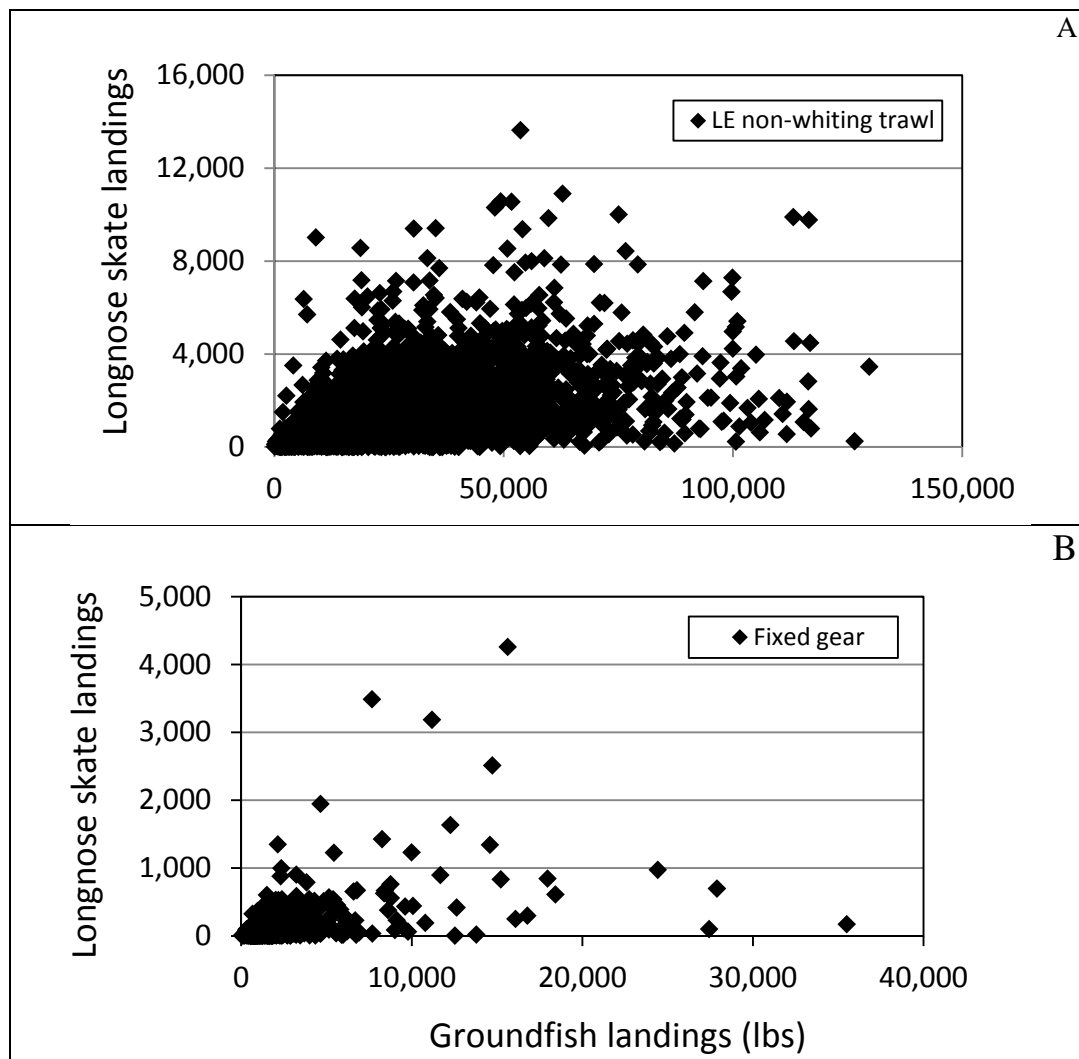 A
Longnose skate landings
16,000
12,000
8,000
4,000
0
LE non-whiting trawl
0 50,000 100,000 150,000
B
Longnose skate landings
5,000
4,000
3,000
2,000
1,000
0
Fixed gear
0 10,000 20,000 30,000 40,000
Groundfish landings (lbs)